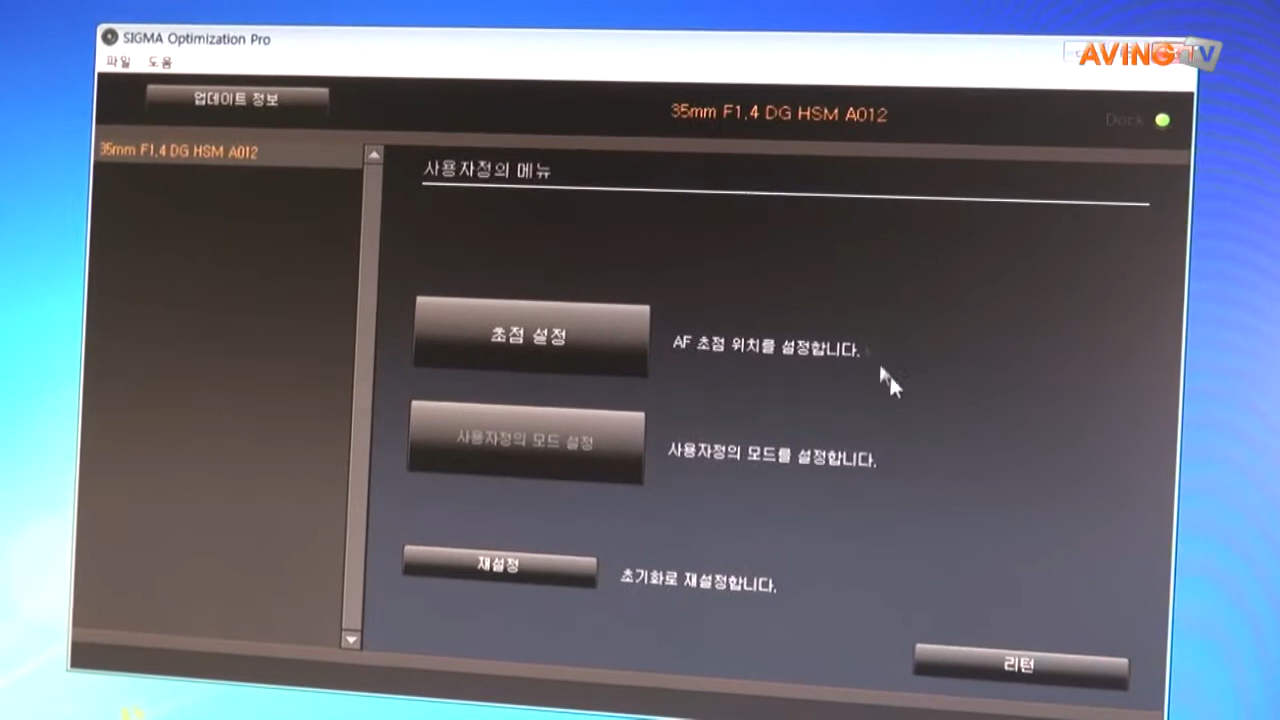 SIGMA Optimization Pro
파일 도움
AVING TV
업데이트 정보
35mm F1.4 DG HSM A012
Dock
35mm F1.4 DG HSM A012
사용자정의 메뉴
초점 설정
AF 초점 위치를 설정합니다.
사용자정의 모드 설정
사용자정의 모드를 설정합니다.
재설정
초기화로 재설정합니다.
리턴